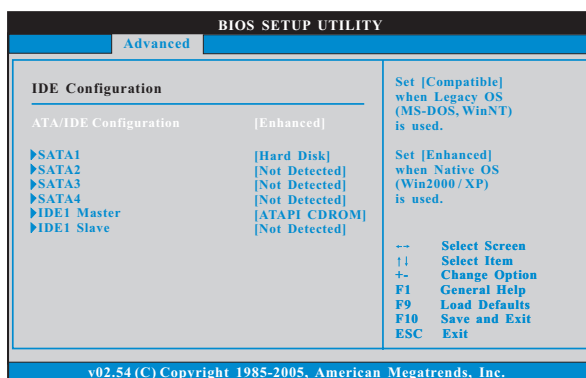 BIOS SETUP UTILITY
Advanced
IDE Configuration
ATA/IDE Configuration [Enhanced]
SATA1 [Hard Disk]
SATA2 [Not Detected]
SATA3 [Not Detected]
SATA4 [Not Detected]
IDE1 Master [ATAPI CDROM]
IDE1 Slave [Not Detected]
Set [Compatible]
when Legacy OS
(MS-DOS, WinNT)
is used.
Set [Enhanced]
when Native OS
(Win2000 / XP)
is used.
←→ Select Screen
↑↓ Select Item
+- Change Option
F1 General Help
F9 Load Defaults
F10 Save and Exit
ESC Exit
v02.54 (C) Copyright 1985-2005, American Megatrends, Inc.